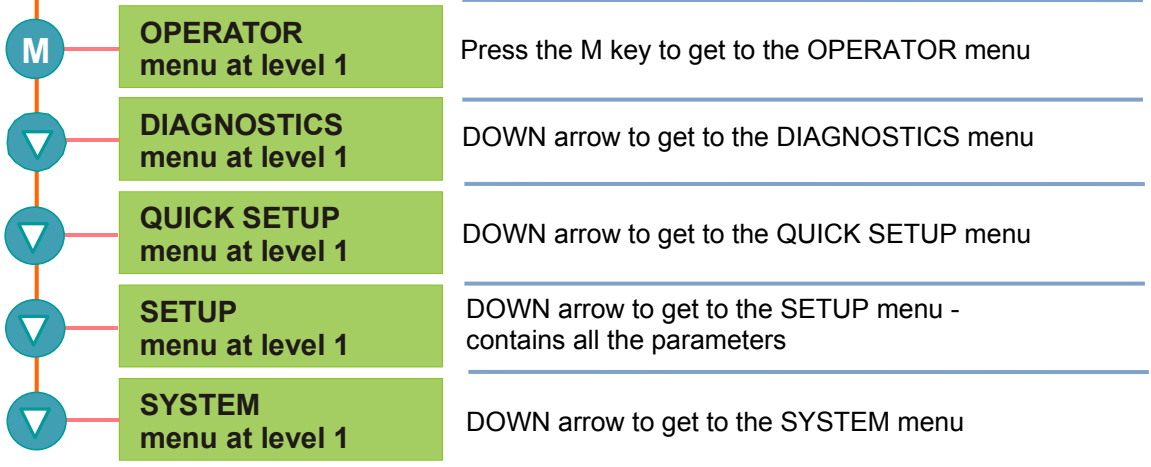 M
OPERATOR
menu at level 1
Press the M key to get to the OPERATOR menu
DIAGNOSTICS
menu at level 1
DOWN arrow to get to the DIAGNOSTICS menu
QUICK SETUP
menu at level 1
DOWN arrow to get to the QUICK SETUP menu
SETUP
menu at level 1
DOWN arrow to get to the SETUP menu -
contains all the parameters
SYSTEM
menu at level 1
DOWN arrow to get to the SYSTEM menu